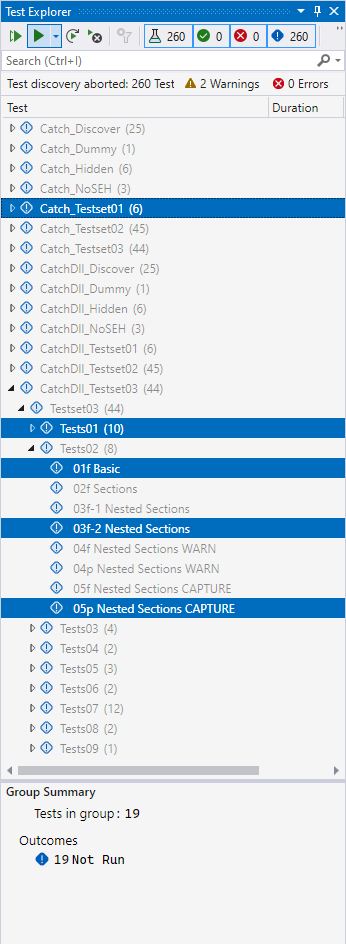 Test Explorer
260 0 0 260
Search (Ctrl+I)
Test discovery aborted: 260 Test 2 Warnings 0 Errors
Test Duration
Catch_Discover (25)
Catch_Dummy (1)
Catch_Hidden (6)
Catch_NoSEH (3)
Catch_Testset01 (6)
Catch_Testset02 (45)
Catch_Testset03 (44)
CatchDll_Discover (25)
CatchDll_Dummy (1)
CatchDll_Hidden (6)
CatchDll_NoSEH (3)
CatchDll_Testset01 (6)
CatchDll_Testset02 (45)
CatchDll_Testset03 (44)
Testset03 (44)
Tests01 (10)
Tests02 (8)
01f Basic
02f Sections
03f-1 Nested Sections
03f-2 Nested Sections
04f Nested Sections WARN
04p Nested Sections WARN
05f Nested Sections CAPTURE
05p Nested Sections CAPTURE
Tests03 (4)
Tests04 (2)
Tests05 (3)
Tests06 (2)
Tests07 (12)
Tests08 (2)
Tests09 (1)
Group Summary
Tests in group: 19
Outcomes
19 Not Run